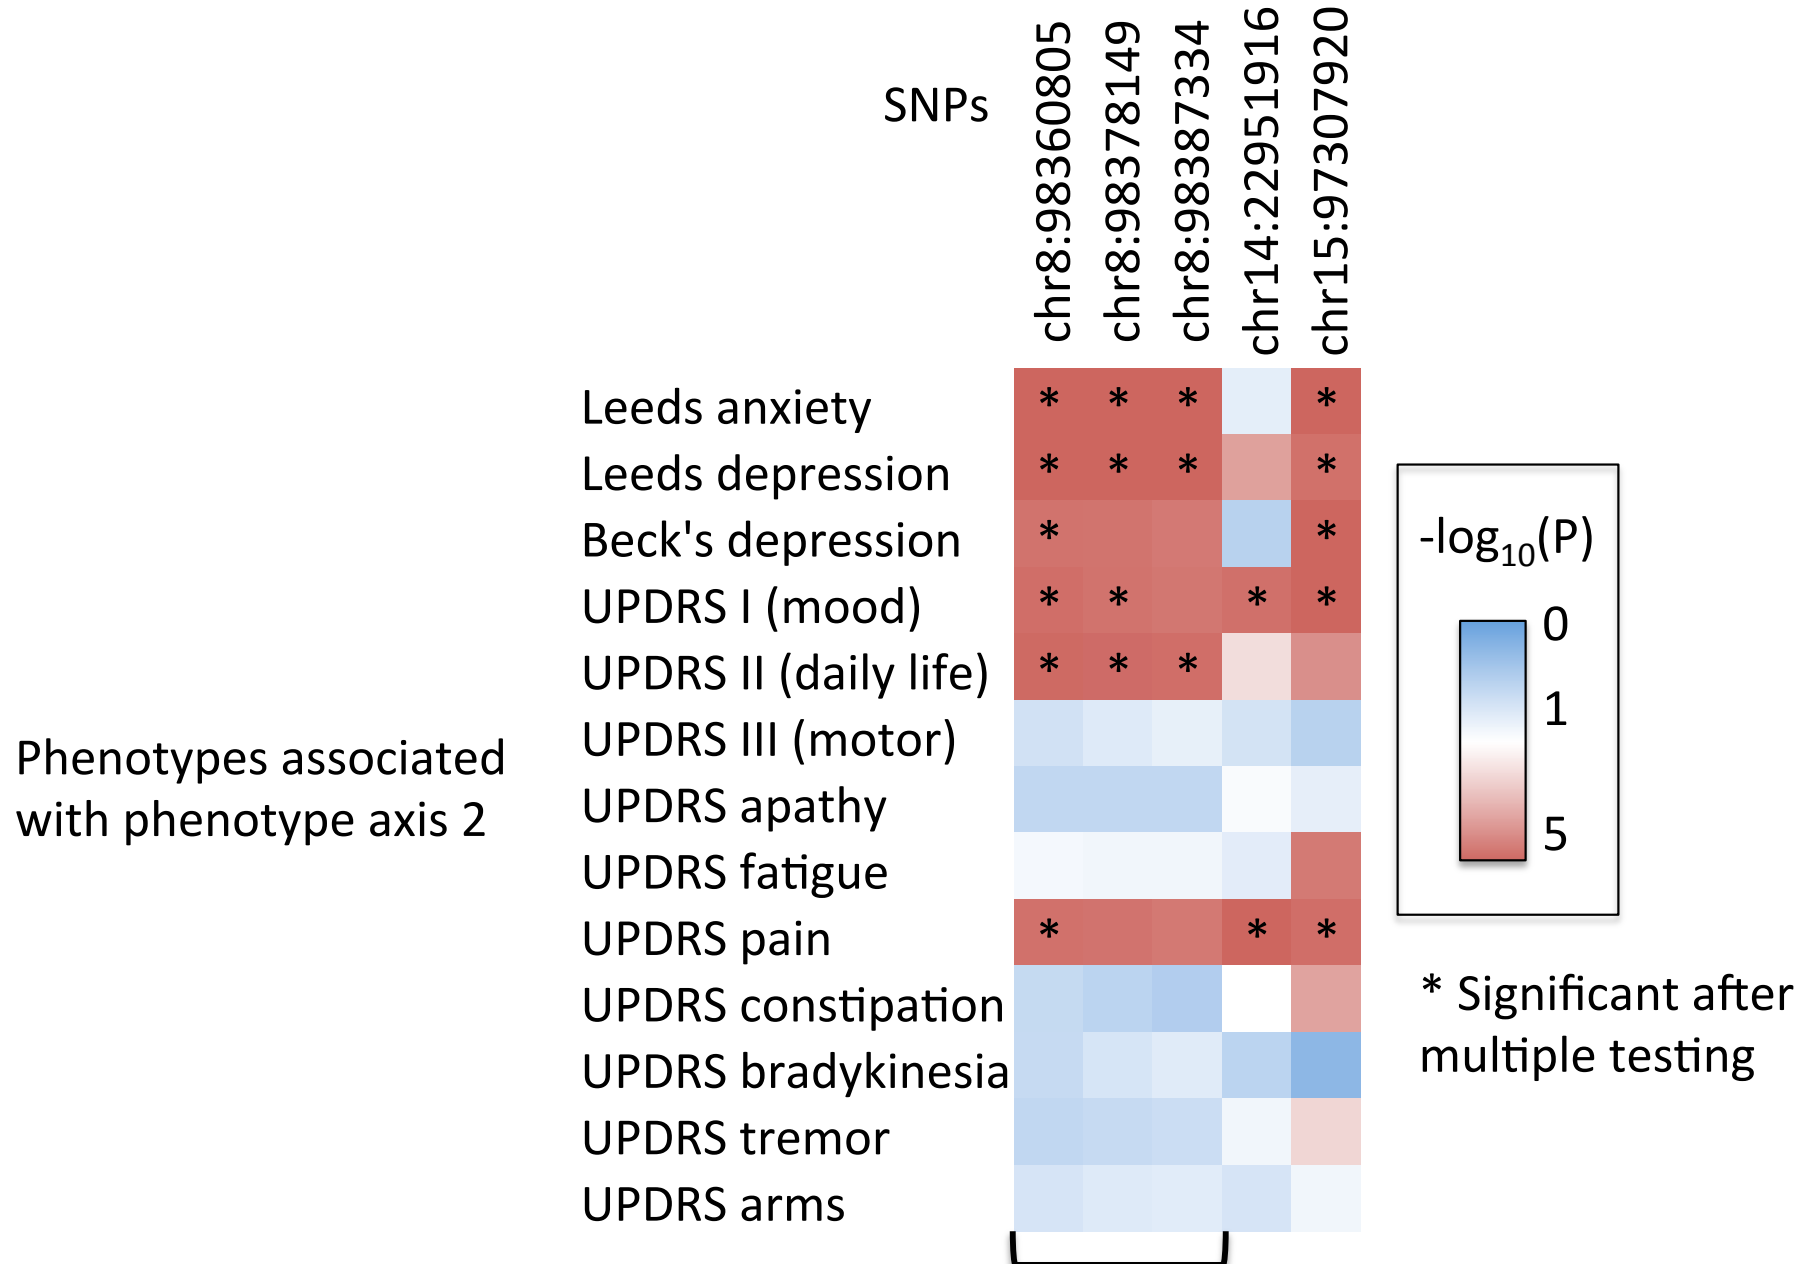 SNPs
chr8:98360805
chr8:98378149
chr8:98387334
chr14:22951916
chr15:97307920
Leeds anxiety * * * *
Leeds depression * * * *
Beck's depression * *
UPDRS I (mood) * * * *
UPDRS II (daily life) * * *
UPDRS III (motor)
UPDRS apathy
UPDRS fatigue
UPDRS pain * * *
UPDRS constipation
UPDRS bradykinesia
UPDRS tremor
UPDRS arms
Phenotypes associated
with phenotype axis 2
-log10(P)
0
1
5
* Significant after
multiple testing